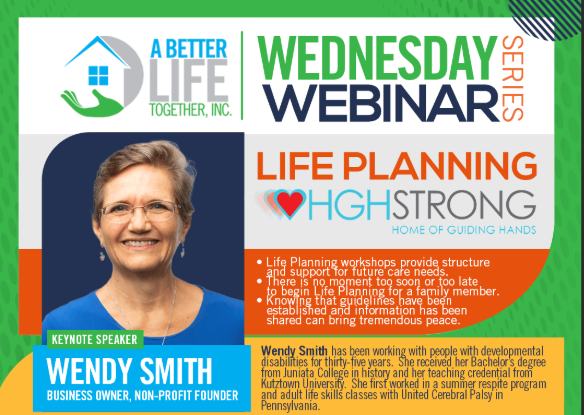 A BETTER
LIFE
TOGETHER, INC.
WEDNESDAY
WEBINAR
SERIES
LIFE PLANNING
HGHSTRONG
HOME OF GUIDING HANDS
• Life Planning workshops provide structure
and support for future care needs.
• There is no moment too soon or too late
to begin Life Planning for a family member.
• Knowing that guidelines have been
established and information has been
shared can bring tremendous peace.
KEYNOTE SPEAKER
WENDY SMITH
BUSINESS OWNER, NON-PROFIT FOUNDER
Wendy Smith has been working with people with developmental
disabilities for thirty-five years. She received her Bachelor's degree
from Juniata College in history and her teaching credential from
Kutztown University. She first worked in a summer respite program
and adult life skills classes with United Cerebral Palsy in
Pennsylvania.